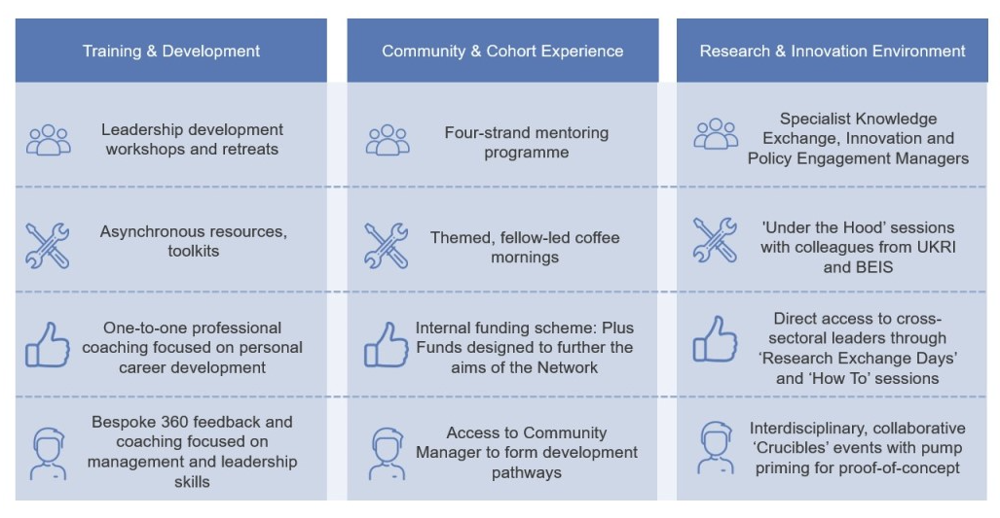 Training & Development
Leadership development
workshops and retreats
Asynchronous resources,
toolkits
One-to-one professional
coaching focused on personal
career development
Bespoke 360 feedback and
coaching focused on
management and leadership
skills
Community & Cohort Experience
Four-strand mentoring
programme
Themed, fellow-led coffee
mornings
Internal funding scheme: Plus
Funds designed to further the
aims of the Network
Access to Community
Manager to form development
pathways
Research & Innovation Environment
Specialist Knowledge
Exchange, Innovation and
Policy Engagement Managers
'Under the Hood’ sessions
with colleagues from UKRI
and BEIS
Direct access to cross-
sectoral leaders through
‘Research Exchange Days’
and ‘How To’ sessions
Interdisciplinary, collaborative
‘Crucibles’ events with pump
priming for proof-of-concept